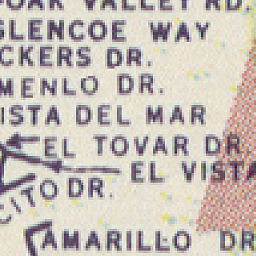 OAK VALLEY RD.
GLENCOE WAY
CKERS DR.
MENLO DR.
ISTA DEL MAR
EL TOVAR DR.
EL VISTA
CITO DR.
AMARILLO DR